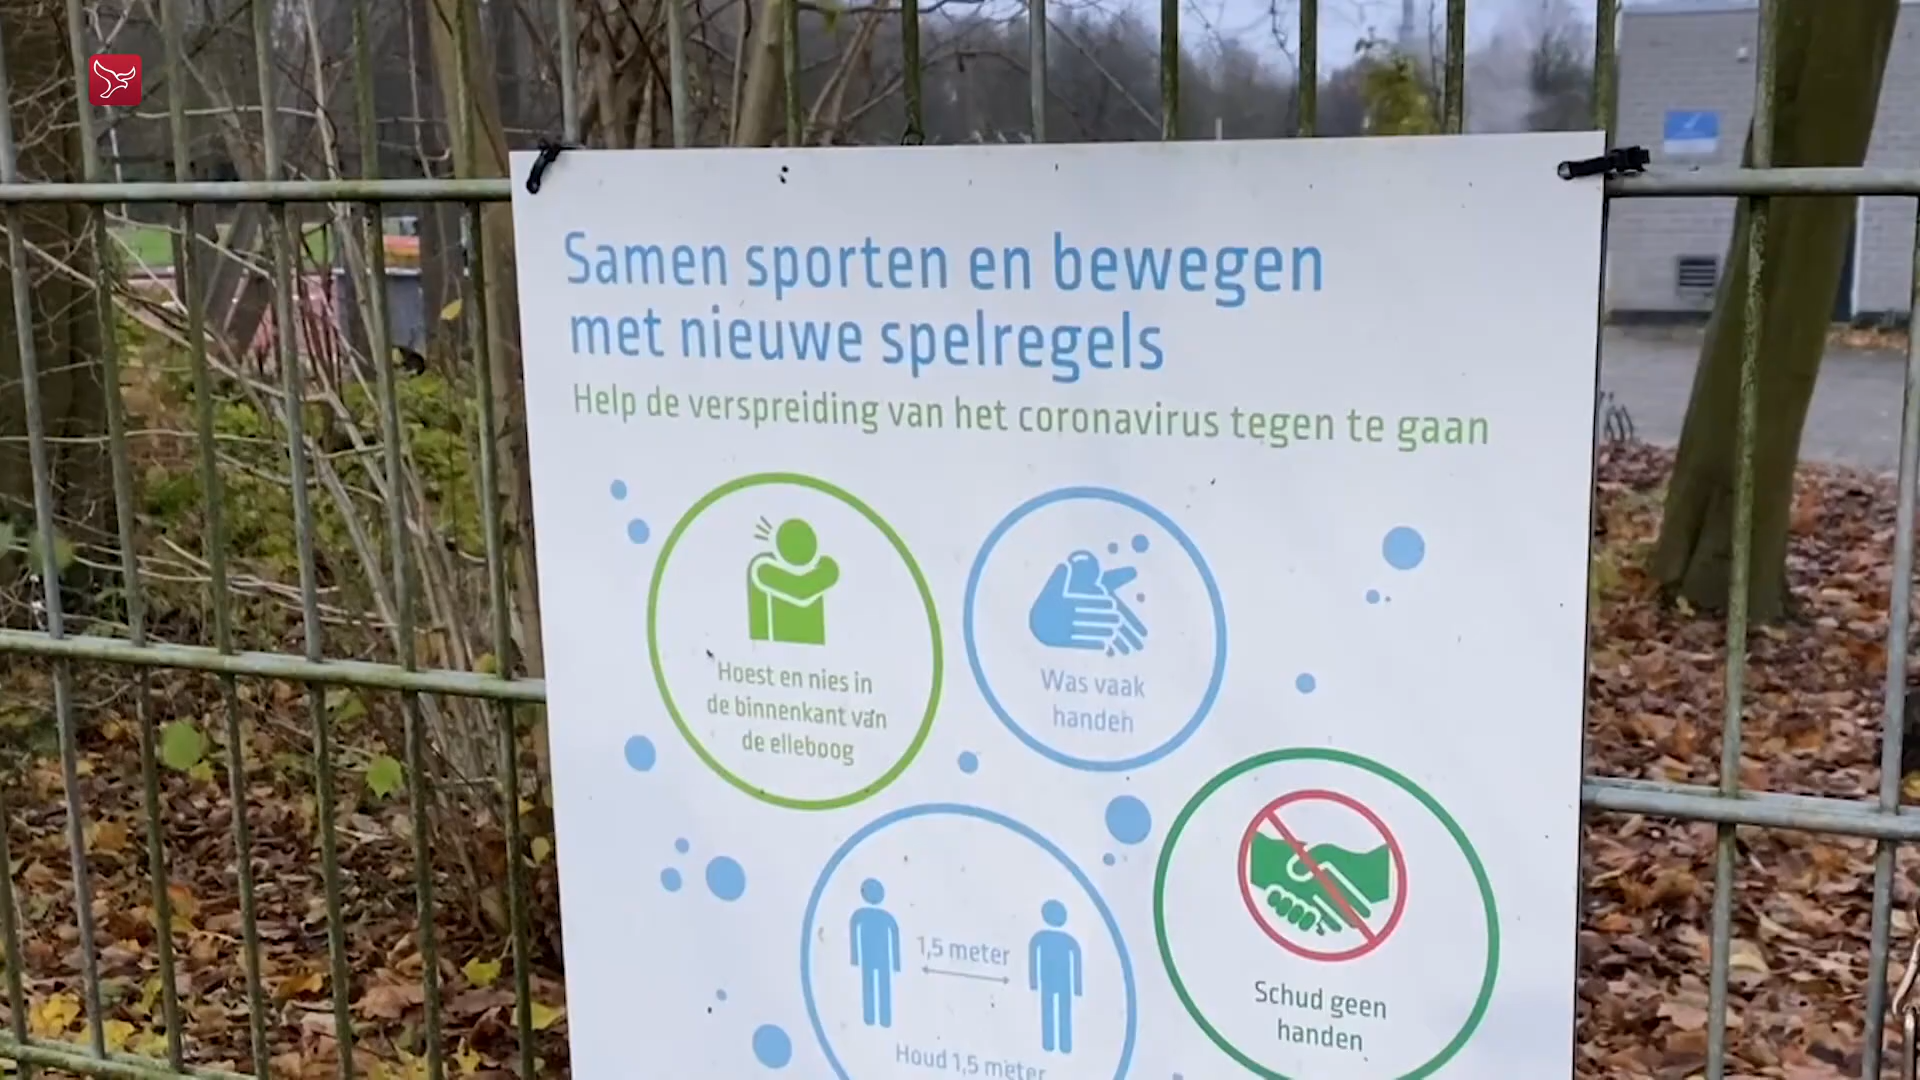 Samen sporten en bewegen
met nieuwe spelregels
Help de verspreiding van het coronavirus tegen te gaan
Hoest en nies in
de binnenkant van
de elleboog
Was vaak
handen
1,5 meter
Houd 1,5 meter
Schud geen
handen